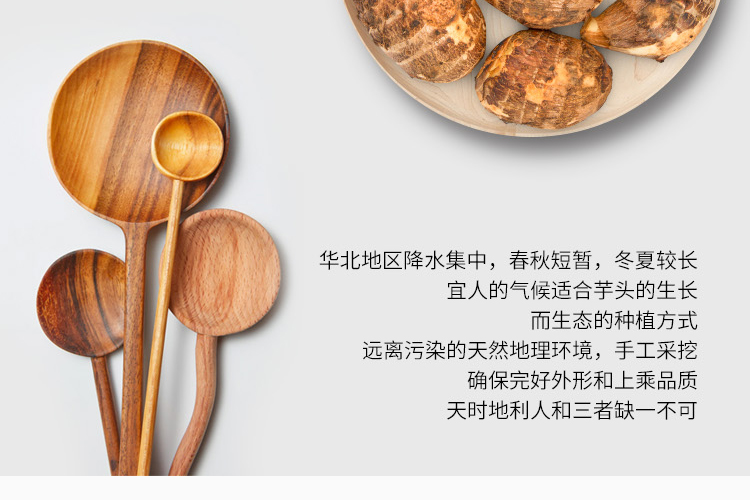 华北地区降水集中，春秋短暂，冬夏较长
宜人的气候适合芋头的生长
而生态的种植方式
远离污染的天然地理环境，手工采挖
确保完好外形和上乘品质
天时地利人和三者缺一不可